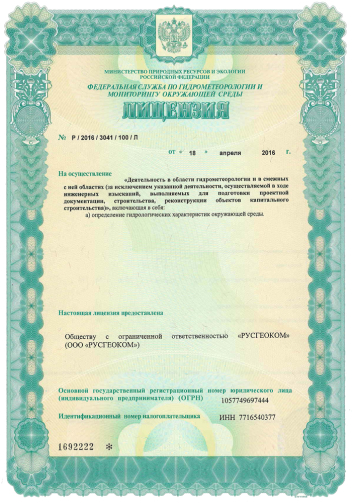 МИНИСТЕРСТВО ПРИРОДНЫХ РЕСУРСОВ И ЭКОЛОГИИ
РОССИЙСКОЙ ФЕДЕРАЦИИ
ФЕДЕРАЛЬНАЯ СЛУЖБА ПО ГИДРОМЕТЕОРОЛОГИИ И
МОНИТОРИНГУ ОКРУЖАЮЩЕЙ СРЕДЫ
ЛИЦЕНЗИЯ
№ Р / 2016 / 3041 / 100 / Л
от « 18 » апреля 2016 г.
На осуществление
«Деятельность в области гидрометеорологии и в смежных
с ней областях (за исключением указанной деятельности, осуществляемой в ходе
инженерных изысканий, выполняемых для подготовки проектной
документации, строительства, реконструкции объектов капитального
строительства)», включающая в себя:
а) определение гидрологических характеристик окружающей среды.
Настоящая лицензия предоставлена
Обществу с ограниченной ответственностью «РУСГЕОКОМ»
(ООО «РУСГЕОКОМ»)
Основной государственный регистрационный номер юридического лица
(индивидуального предпринимателя) (ОГРН) 1057749697444
Идентификационный номер налогоплательщика ИНН 7716540377
1692222 *